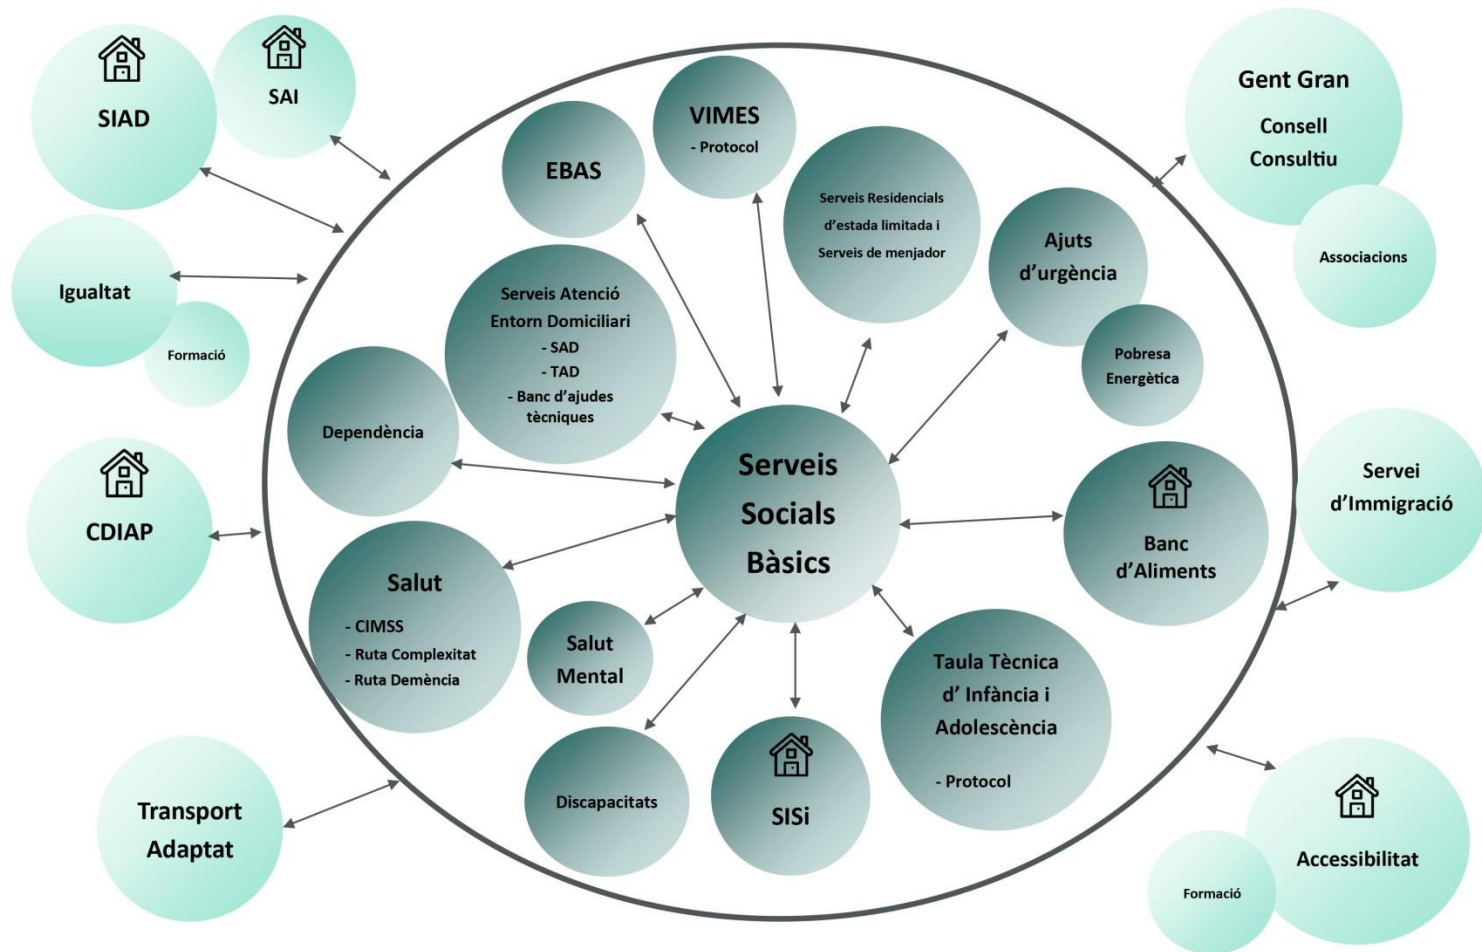 SIAD
SAI
Igualtat
Formació
CDIAP
Transport
Adaptat
EBAS
VIMES
- Protocol
Serveis Residencials
d'estada limitada i
Serveis de menjador
Ajuts
d'urgència
Pobresa
Energètica
Serveis Atenció
Entorn Domiciliari
- SAD
- TAD
- Banc d'ajudes
tècniques
Dependència
Serveis
Socials
Bàsics
Banc
d'Aliments
Salut
- CIMSS
- Ruta Complexitat
- Ruta Demència
Salut
Mental
Discapacitats
SISi
Taula Tècnica
d' Infància i
Adolescència
- Protocol
Gent Gran
Consell
Consultiu
Associacions
Servei
d'Immigració
Accessibilitat
Formació